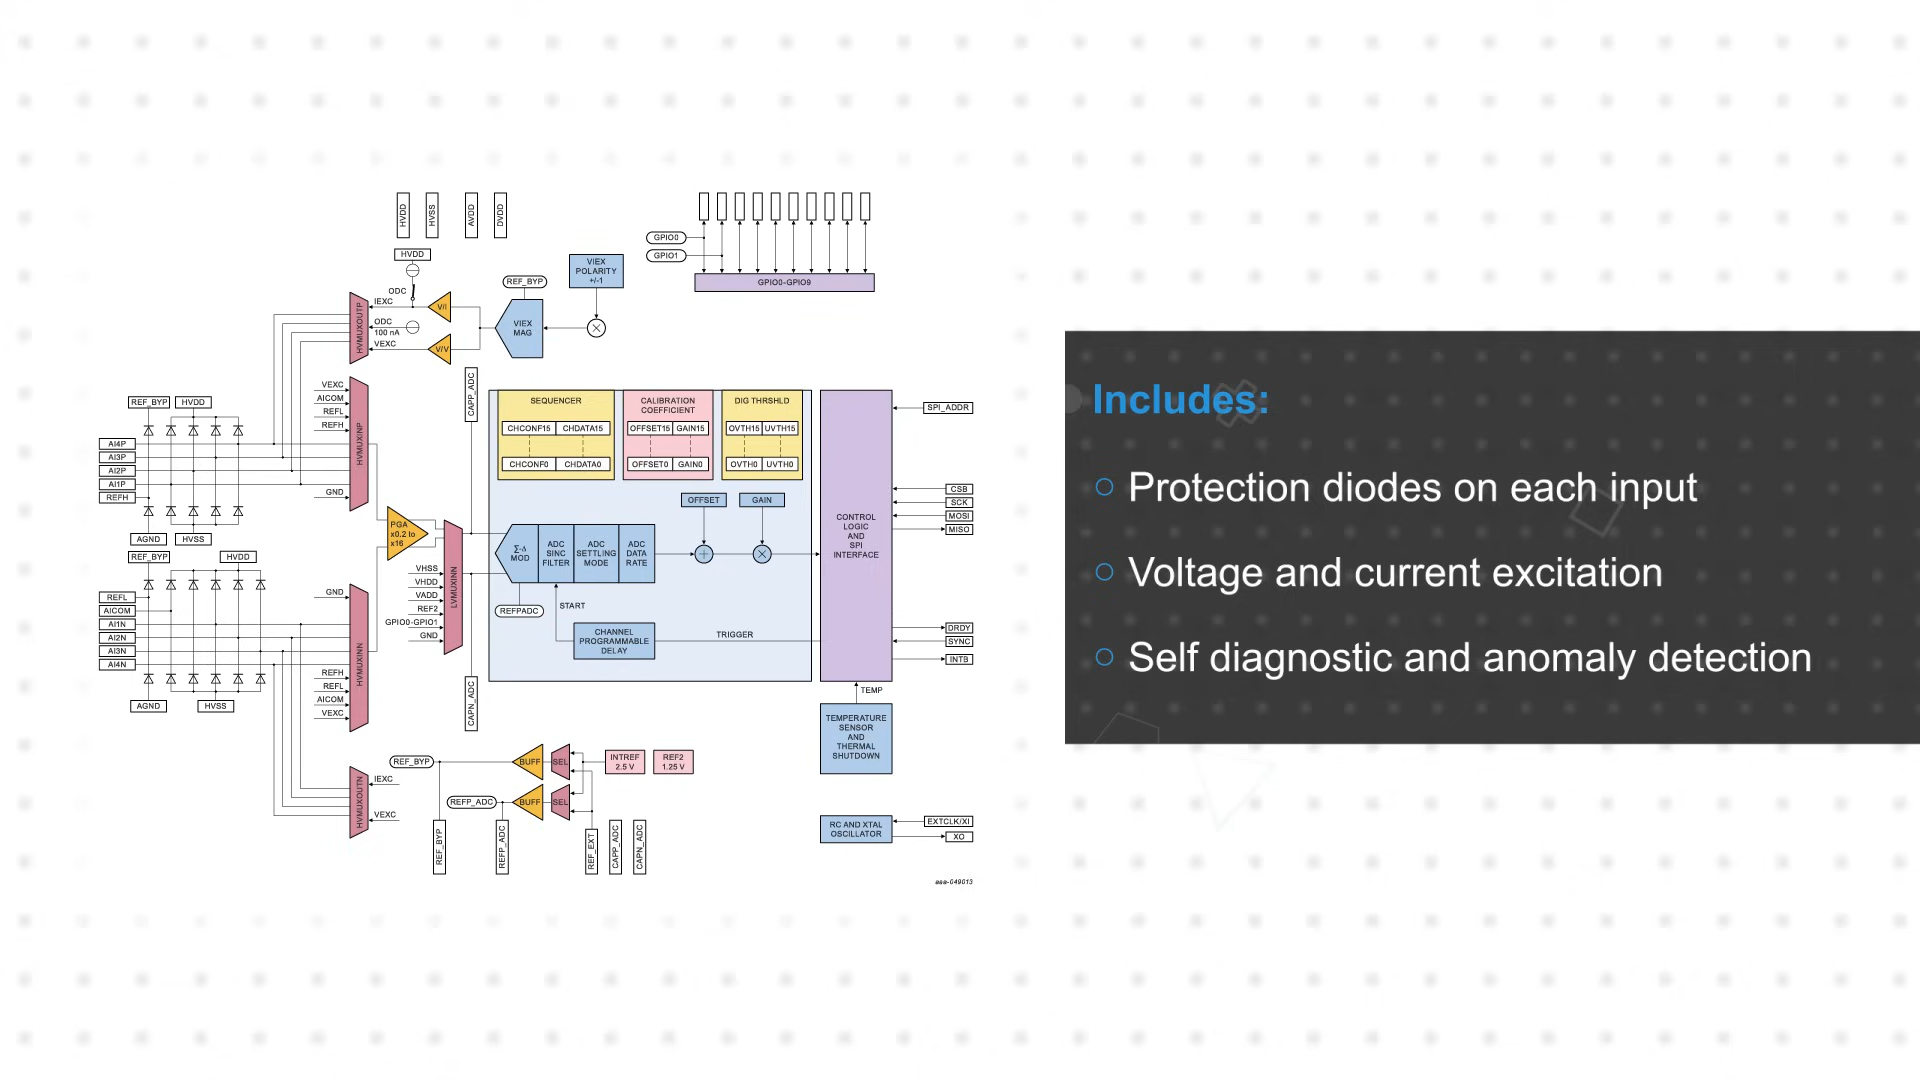 HVDD
HVSS
AVDD
DVDD
GPIO0
GPIO1
GPIO0-GPIO9
HVDD
ODC
IEXC
ODC
100 nA
VEXC
HVMUXOUTP
V/I
V/V
REF_BYP
VIEX
MAG
VIEX
POLARITY
+/-1
VEXC
AICOM
REFL
REFH
GND
HVMUXINP
REF_BYP
HVDD
AI4P
AI3P
AI2P
AI1P
REFH
AGND
HVSS
REF_BYP
HVDD
REFL
AICOM
AI1N
AI2N
AI3N
AI4N
AGND
HVSS
GND
REFH
REFL
AICOM
VEXC
HVMUXINN
PGA
x0.2 to
x16
VHSS
VHDD
VADD
REF2
GPIO0-GPIO1
GND
LVMUXINN
CAPP_ADC
CAPN_ADC
SEQUENCER
CHCONF15 CHDATA15
CHCONF0 CHDATA0
CALIBRATION
COEFFICIENT
OFFSET15 GAIN15
OFFSET0 GAIN0
DIG THRSHLD
OVTH15 UVTH15
OVTH0 UVTH0
OFFSET
GAIN
Σ-Δ
MOD
ADC
SINC
FILTER
ADC
SETTLING
MODE
ADC
DATA
RATE
REFPADC
START
CHANNEL
PROGRAMMABLE
DELAY
TRIGGER
CONTROL
LOGIC
AND
SPI
INTERFACE
SPI_ADDR
CSB
SCK
MOSI
MISO
DRDY
SYNC
INTB
TEMP
TEMPERATURE
SENSOR
AND
THERMAL
SHUTDOWN
RC AND XTAL
OSCILLATOR
EXTCLK/XI
XO
HVMUXOUTN
IEXC
VEXC
REF_BYP
BUFF
SEL
INTREF
2.5 V
REF2
1.25 V
REFP_ADC
BUFF
SEL
REF_BYP
REFP_ADC
REF_EXT
CAPP_ADC
CAPN_ADC
aaa-049013
Includes:
Protection diodes on each input
Voltage and current excitation
Self diagnostic and anomaly detection